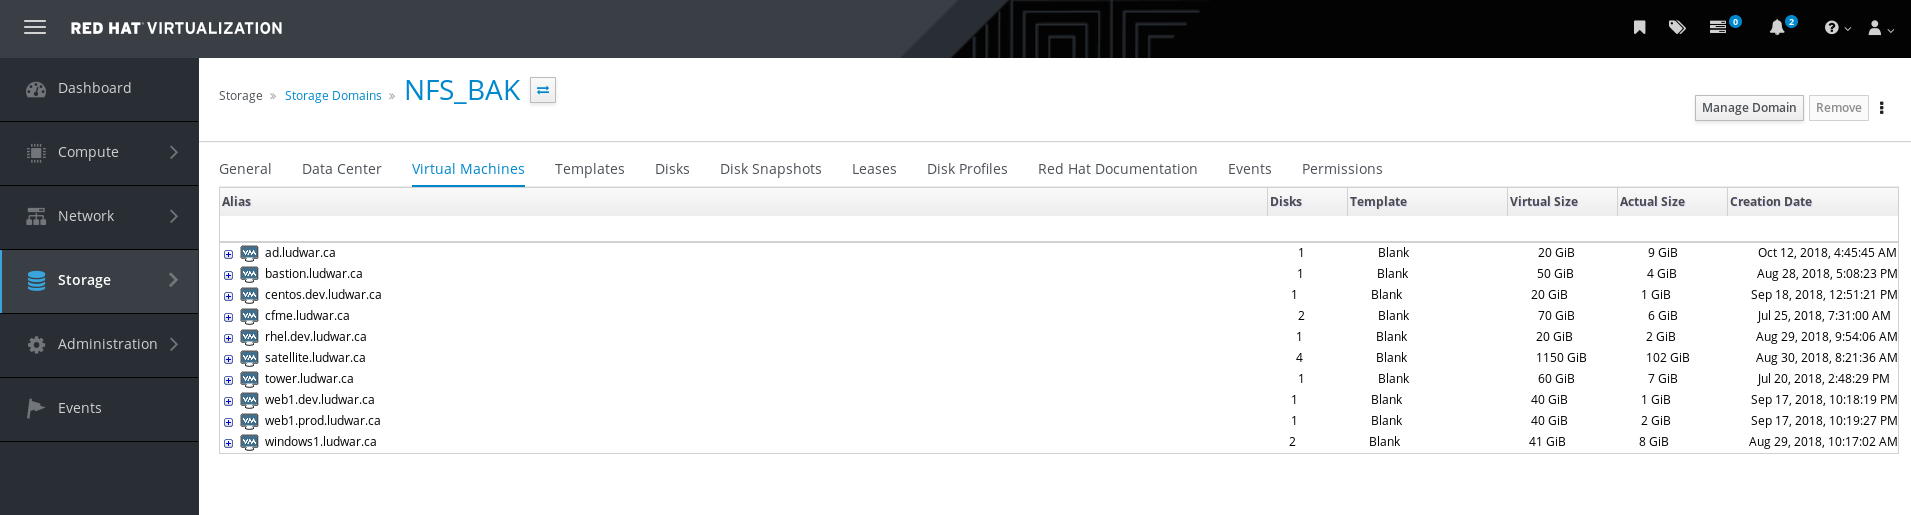 RED HAT VIRTUALIZATION 0 2
Dashboard
Compute
Network
Storage
Administration
Events
Storage » Storage Domains » NFS_BAK
Manage Domain Remove
General Data Center Virtual Machines Templates Disks Disk Snapshots Leases Disk Profiles Red Hat Documentation Events Permissions
Alias Disks Template Virtual Size Actual Size Creation Date
ad.ludwar.ca 1 Blank 20 GiB 9 GiB Oct 12, 2018, 4:45:45 AM
bastion.ludwar.ca 1 Blank 50 GiB 4 GiB Aug 28, 2018, 5:08:23 PM
centos.dev.ludwar.ca 1 Blank 20 GiB 1 GiB Sep 18, 2018, 12:51:21 PM
cfme.ludwar.ca 2 Blank 70 GiB 6 GiB Jul 25, 2018, 7:31:00 AM
rhel.dev.ludwar.ca 1 Blank 20 GiB 2 GiB Aug 29, 2018, 9:54:06 AM
satellite.ludwar.ca 4 Blank 1150 GiB 102 GiB Aug 30, 2018, 8:21:36 AM
tower.ludwar.ca 1 Blank 60 GiB 7 GiB Jul 20, 2018, 2:48:29 PM
web1.dev.ludwar.ca 1 Blank 40 GiB 1 GiB Sep 17, 2018, 10:18:19 PM
web1.prod.ludwar.ca 1 Blank 40 GiB 2 GiB Sep 17, 2018, 10:19:27 PM
windows1.ludwar.ca 2 Blank 41 GiB 8 GiB Aug 29, 2018, 10:17:02 AM